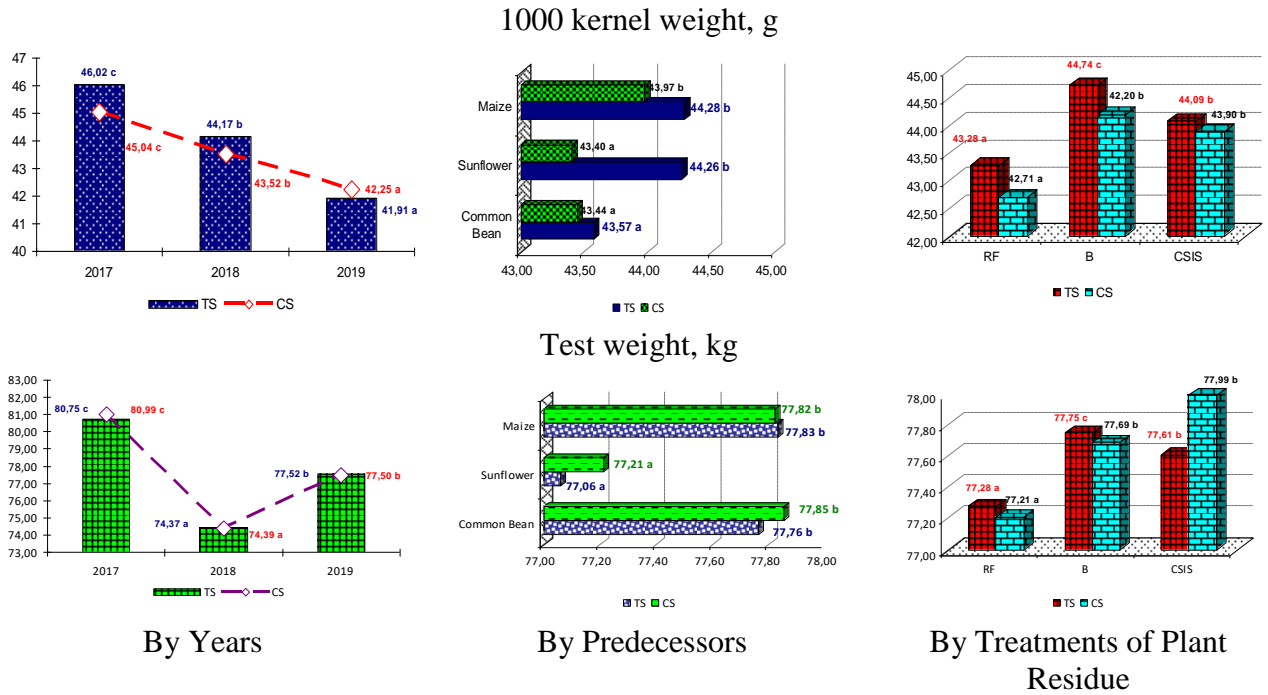 1000 kernel weight, g
47
46
45
44
43
42
41
40
46,02 c
45,04 c
44,17 b
43,52 b
42,25 a
41,91 a
2017
2018
2019
TS
CS
Maize
Sunflower
Common
Bean
43,97 b
44,28 b
43,40 a
44,26 b
43,44 a
43,57 a
43,00
43,50
44,00
44,50
45,00
TS
CS
45,00
44,50
44,00
43,50
43,00
42,50
42,00
43,28 a
42,71 a
44,74 c
42,20 b
44,09 b
43,90 b
RF
B
CSIS
TS
CS
Test weight, kg
83,00
82,00
81,00
80,00
79,00
78,00
77,00
76,00
75,00
74,00
73,00
80,75 c
80,99 c
74,37 a
74,39 a
77,52 b
77,50 b
2017
2018
2019
TS
CS
Maize
Sunflower
Common Bean
77,82 b
77,83 b
77,21 a
77,06 a
77,85 b
77,76 b
77,00
77,20
77,40
77,60
77,80
78,00
TS
CS
78,00
77,80
77,60
77,40
77,20
77,00
77,28 a
77,21 a
77,75 c
77,69 b
77,61 b
77,99 b
RF
B
CSIS
TS
CS
By Years
By Predecessors
By Treatments of Plant
Residue